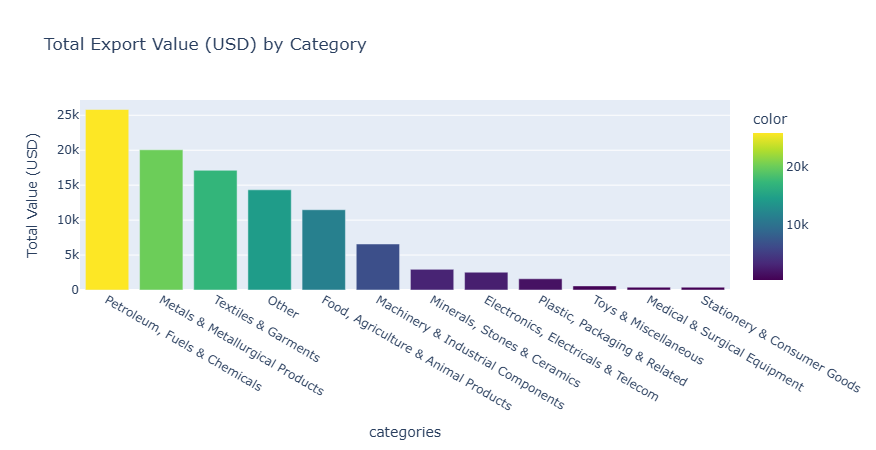 Total Export Value (USD) by Category
Total Value (USD)
25k
20k
15k
10k
5k
0
Petroleum, Fuels & Chemicals
Metals & Metallurgical Products
Textiles & Garments
Other
Food, Agriculture & Animal Products
Machinery & Industrial Components
Minerals, Stones & Ceramics
Electronics, Electricals & Telecom
Plastic, Packaging & Related
Toys & Miscellaneous
Medical & Surgical Equipment
Stationery & Consumer Goods
categories
color
20k
10k